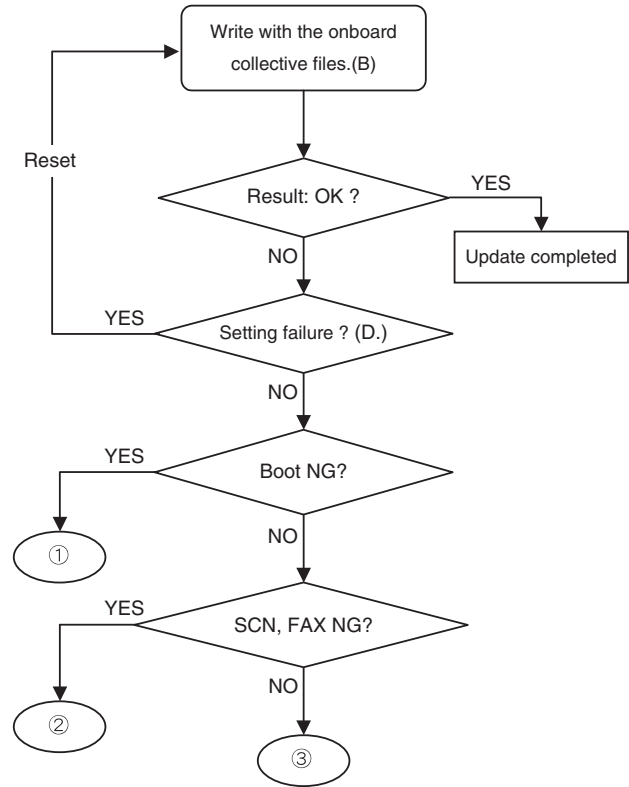 Write with the onboard
collective files.(B)
Reset
Result: OK ?
YES
NO
Update completed
YES
Setting failure ? (D.)
NO
YES
Boot NG?
①
NO
YES
SCN, FAX NG?
②
NO
③